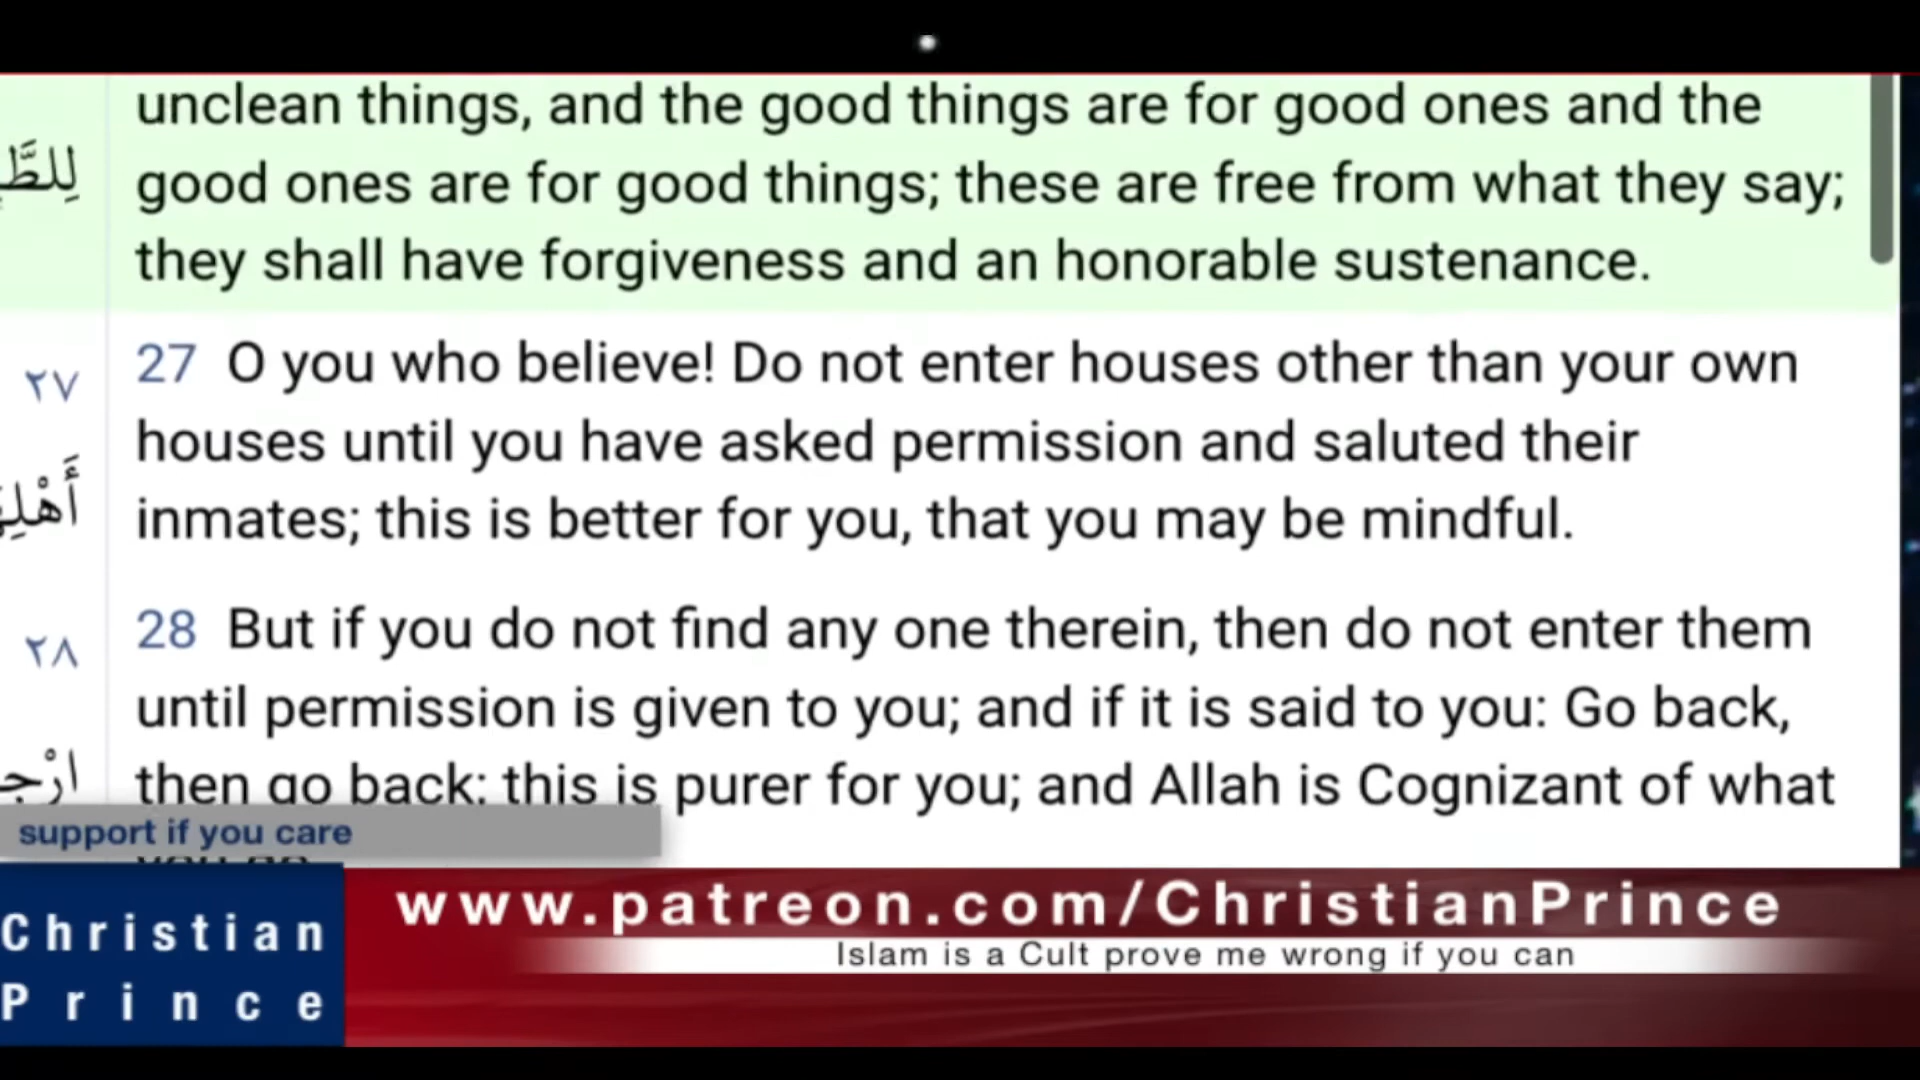 unclean things, and the good things are for good ones and the
لِلطَّ
good ones are for good things; these are free from what they say;
they shall have forgiveness and an honorable sustenance.
٢٧
27 O you who believe! Do not enter houses other than your own
houses until you have asked permission and saluted their
inmates; this is better for you, that you may be mindful.
٢٨
28 But if you do not find any one therein, then do not enter them
until permission is given to you; and if it is said to you: Go back,
then go back; this is purer for you; and Allah is Cognizant of what
support if you care
Christian
Prince
www.patreon.com/ChristianPrince
Islam is a Cult prove me wrong if you can